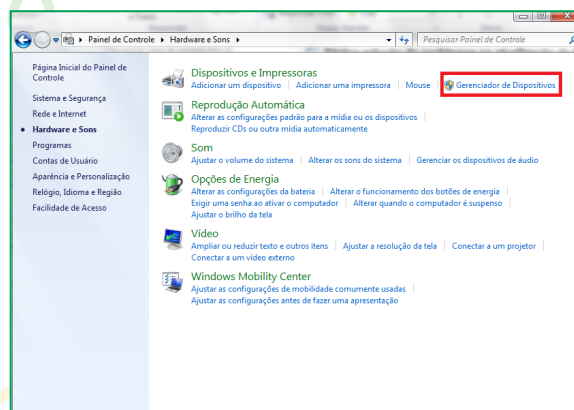 Painel de Controle ▸ Hardware e Sons ▸
Pesquisar Painel de Controle
Página Inicial do Painel de
Controle
Sistema e Segurança
Rede e Internet
Hardware e Sons
Programas
Contas de Usuário
Aparência e Personalização
Relógio, Idioma e Região
Facilidade de Acesso
Dispositivos e Impressoras
Adicionar um dispositivo | Adicionar uma impressora | Mouse | Gerenciador de Dispositivos
Reprodução Automática
Alterar as configurações padrão para a mídia ou os dispositivos |
Reproduzir CDs ou outra mídia automaticamente
Som
Ajustar o volume do sistema | Alterar os sons do sistema | Gerenciar os dispositivos de áudio
Opções de Energia
Alterar as configurações da bateria | Alterar o funcionamento dos botões de energia |
Exigir uma senha ao ativar o computador | Alterar quando o computador é suspenso |
Ajustar o brilho da tela
Vídeo
Ampliar ou reduzir texto e outros itens | Ajustar a resolução da tela | Conectar a um projetor |
Conectar a um vídeo externo
Windows Mobility Center
Ajustar as configurações de mobilidade comumente usadas |
Ajustar as configurações antes de fazer uma apresentação